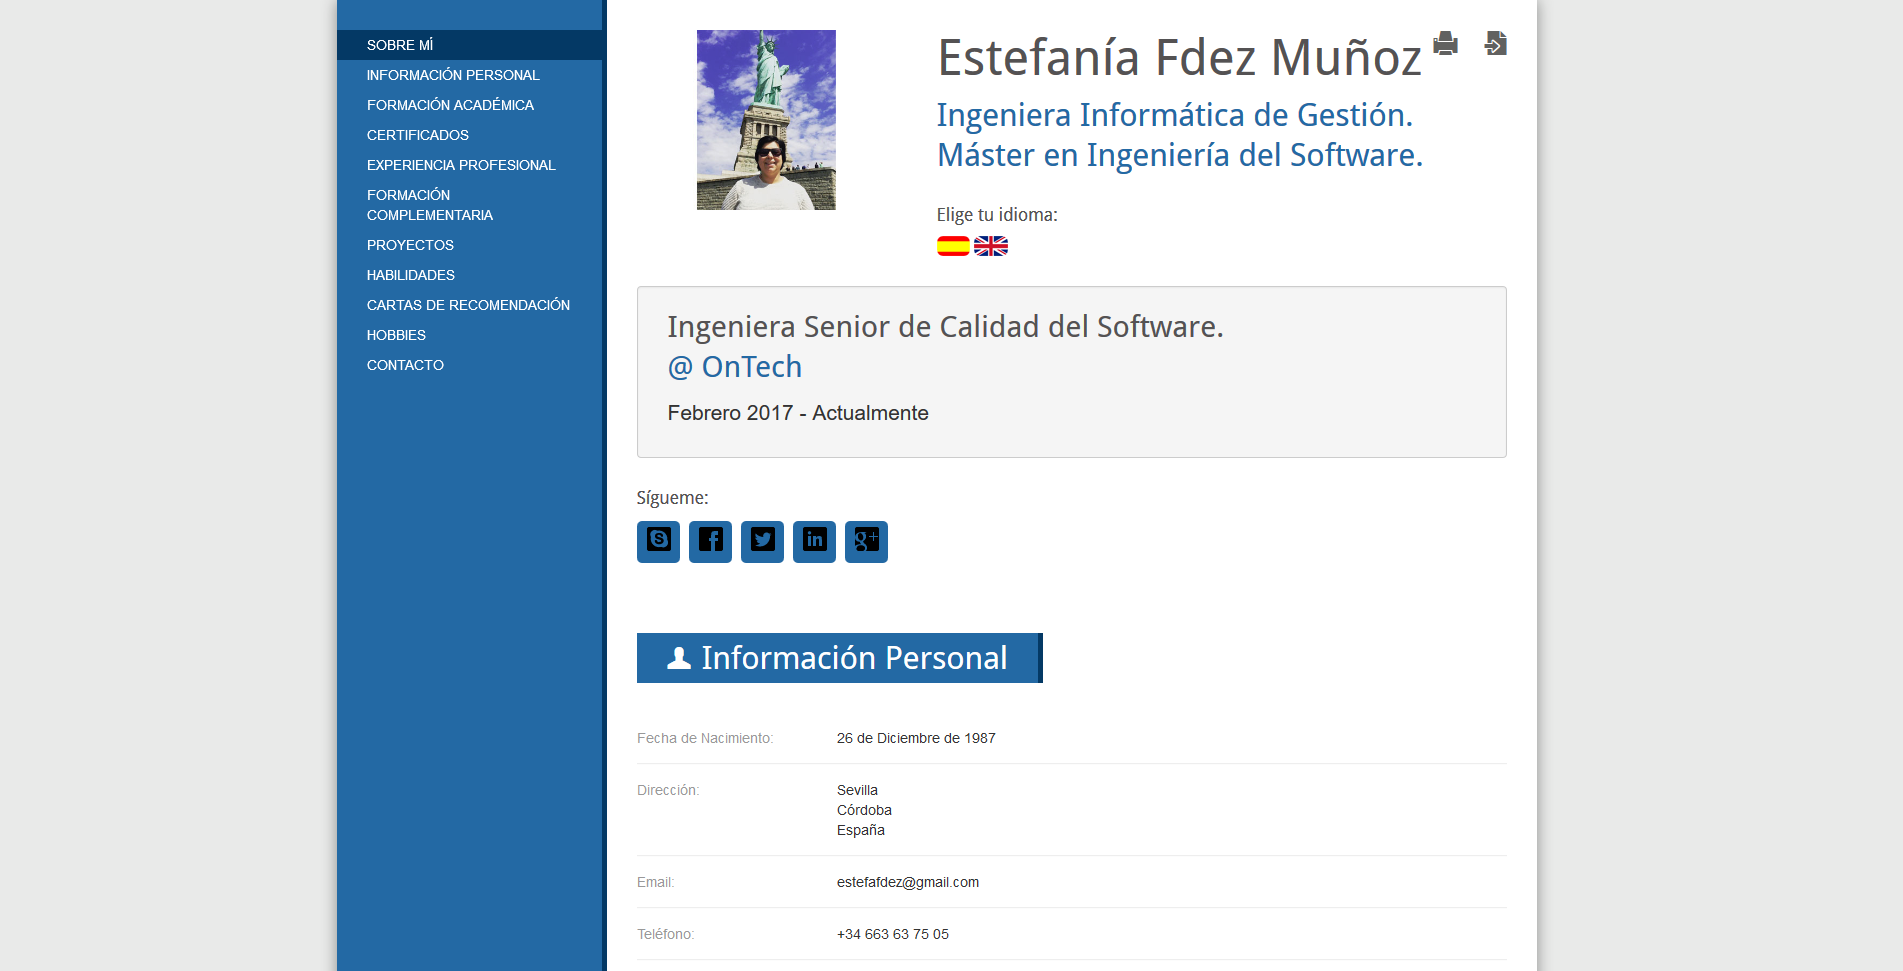 SOBRE MÍ
INFORMACIÓN PERSONAL
FORMACIÓN ACADÉMICA
CERTIFICADOS
EXPERIENCIA PROFESIONAL
FORMACIÓN
COMPLEMENTARIA
PROYECTOS
HABILIDADES
CARTAS DE RECOMENDACIÓN
HOBBIES
CONTACTO
Estefanía Fdez Muñoz
Ingeniera Informática de Gestión.
Máster en Ingeniería del Software.
Elige tu idioma:
Ingeniera Senior de Calidad del Software.
@ OnTech
Febrero 2017 - Actualmente
Sígueme:
Información Personal
Fecha de Nacimiento: 26 de Diciembre de 1987
Dirección: Sevilla
Córdoba
España
Email: estefafdez@gmail.com
Teléfono: +34 663 63 75 05